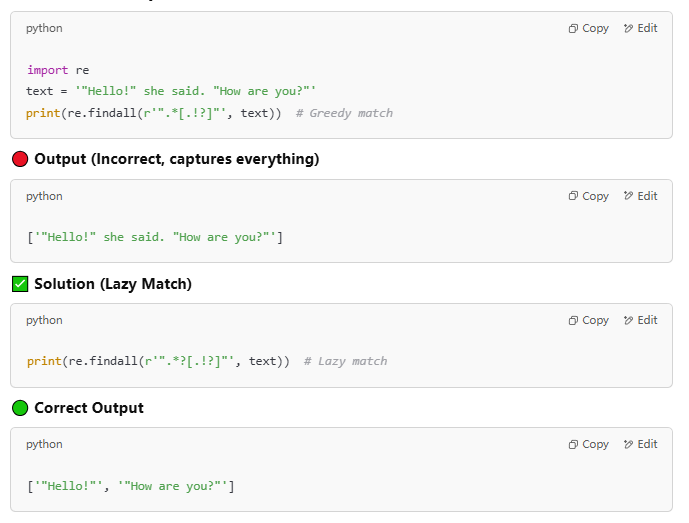 python
Copy Edit
import re
text = '"Hello!" she said. "How are you?"'
print(re.findall(r'".*[.!?]"', text))  # Greedy match
Output (Incorrect, captures everything)
python
Copy Edit
['"Hello!" she said. "How are you?"']
Solution (Lazy Match)
python
Copy Edit
print(re.findall(r'".*?[.!?]"', text))  # Lazy match
Correct Output
python
Copy Edit
['"Hello!"', '"How are you?"']